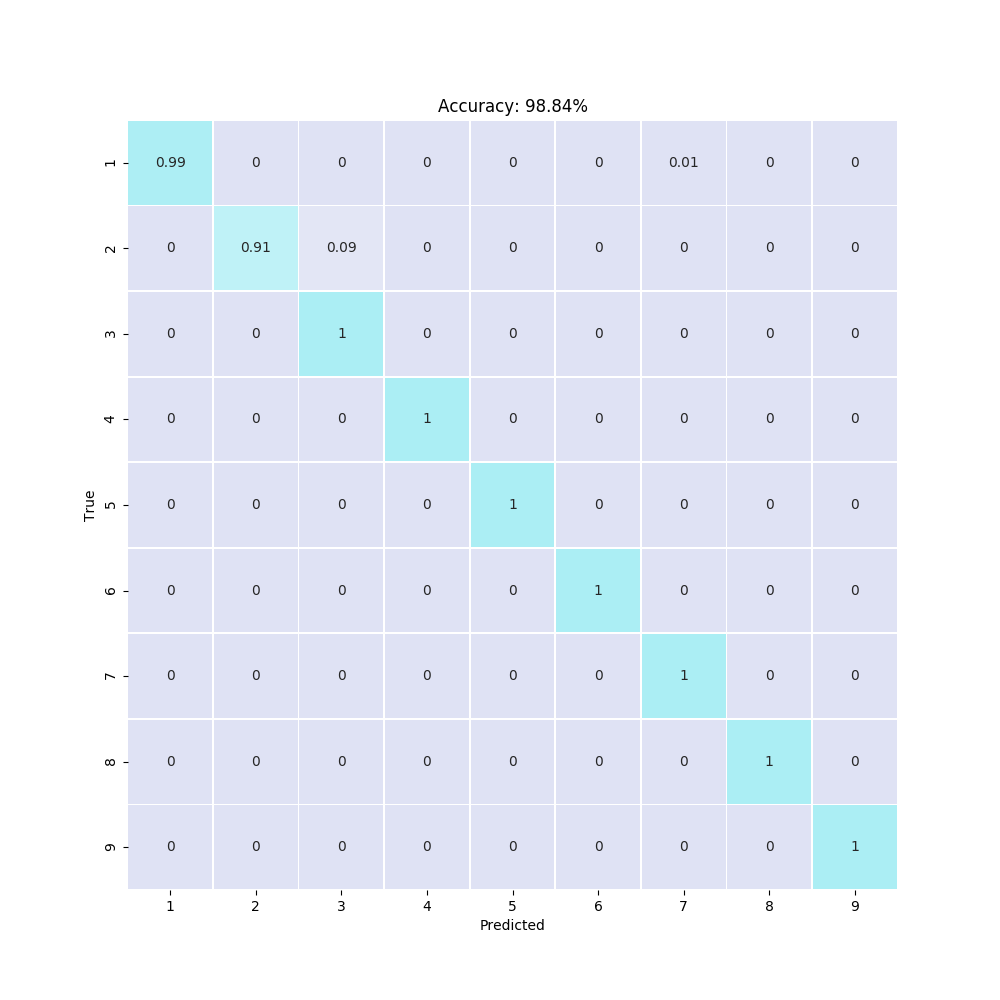 Accuracy: 98.84%
1 0.99 0 0 0 0 0 0.01 0 0
2 0 0.91 0.09 0 0 0 0 0 0
3 0 0 1 0 0 0 0 0 0
4 0 0 0 1 0 0 0 0 0
5 0 0 0 0 1 0 0 0 0
True
6 0 0 0 0 0 1 0 0 0
7 0 0 0 0 0 0 1 0 0
8 0 0 0 0 0 0 0 1 0
9 0 0 0 0 0 0 0 0 1
1 2 3 4 5 6 7 8 9
Predicted